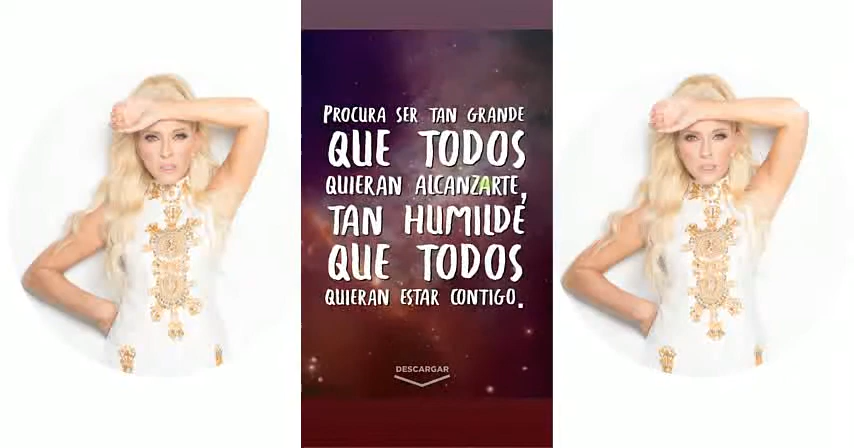 PROCURA SER TAN GRANDE
QUE TODOS
QUIERAN ALCANZARTE,
TAN HUMILDE
QUE TODOS
QUIERAN ESTAR CONTIGO.
DESCARGAR